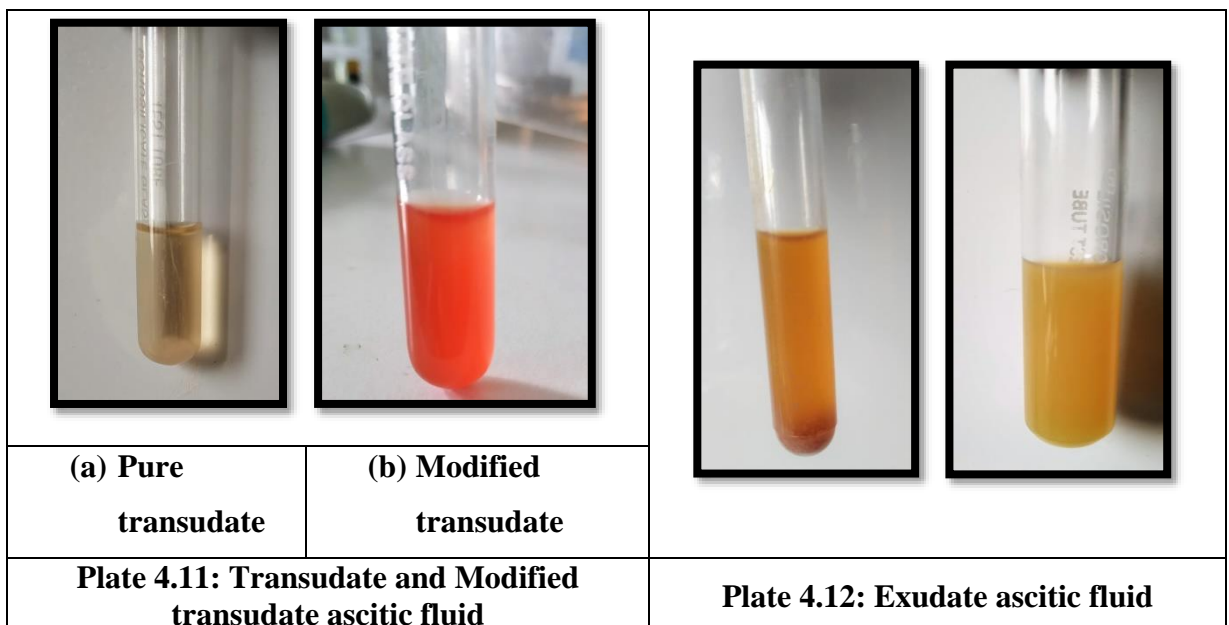 (a) Pure
transudate
(b) Modified
transudate
Plate 4.11: Transudate and Modified
transudate ascitic fluid
Plate 4.12: Exudate ascitic fluid